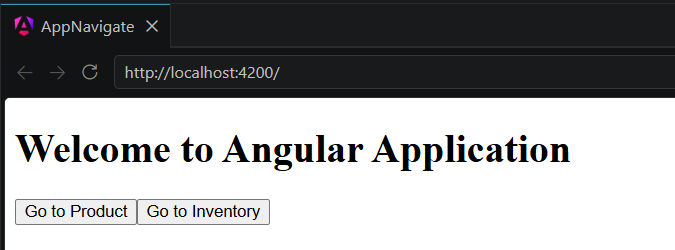 AppNavigate
http://localhost:4200/
Welcome to Angular Application
Go to Product Go to Inventory